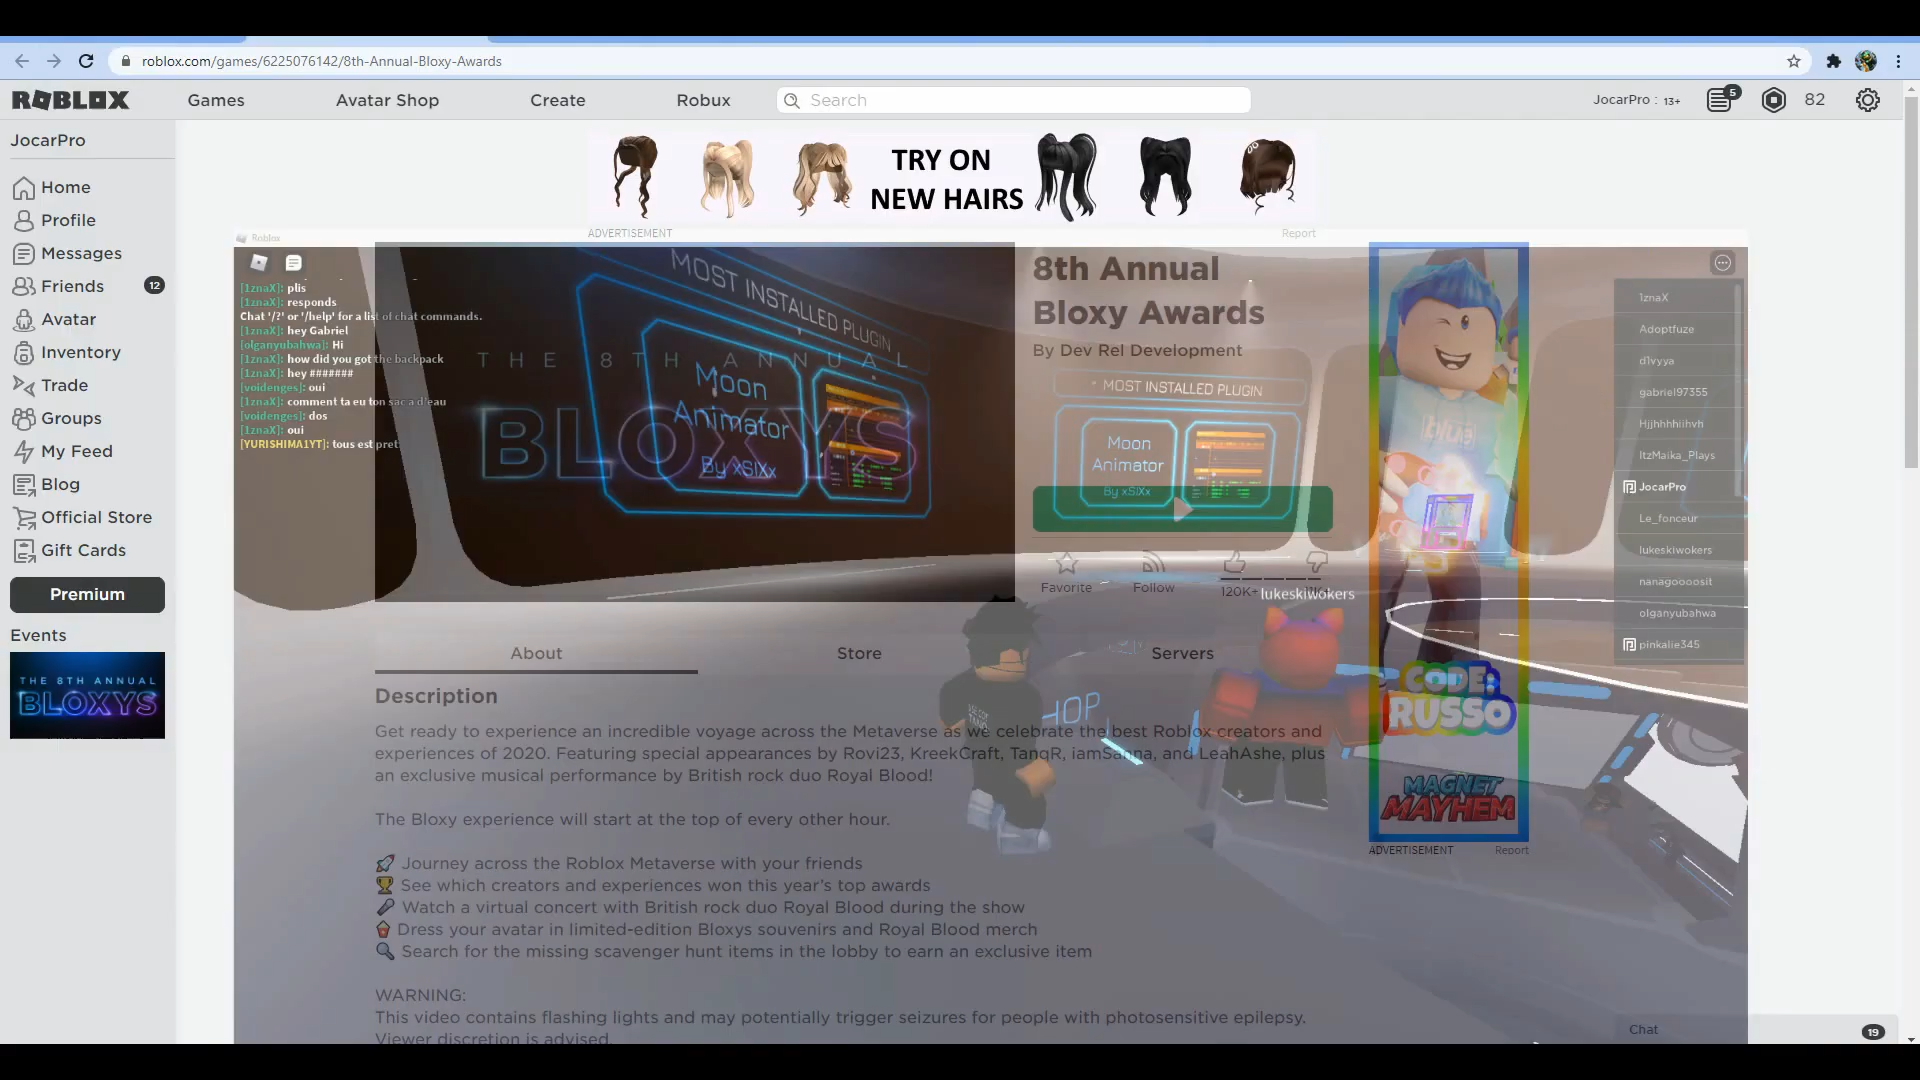 roblox.com/games/6225076142/8th-Annual-Bloxy-Awards
ROBLOX
Games
Avatar Shop
Create
Robux
Search
JocarPro : 13+
5
82
JocarPro
Home
Profile
Messages
Friends
12
Avatar
Inventory
Trade
Groups
My Feed
Blog
Official Store
Gift Cards
Premium
Events
THE 8TH ANNUAL
BLOXYS
TRY ON
NEW HAIRS
ADVERTISEMENT
Report
Roblox
[1znaX]: plis
[1znaX]: responds
Chat '/?' or '/help' for a list of chat commands.
[1znaX]: hey Gabriel
[olganyubahwa]: Hi
[1znaX]: how did you got the backpack
[1znaX]: hey #######
[voidenges]: oui
[1znaX]: comment ta eu ton sac a d'eau
[voidenges]: dos
[1znaX]: oui
[YURISHIMA1YT]: tous est pret
MOST INSTALLED PLUGIN
THE 8TH ANNUAL
BLOXYS
Moon
Animator
By xSIXx
8th Annual
Bloxy Awards
By Dev Rel Development
MOST INSTALLED PLUGIN
Moon
Animator
By xSIXx
Favorite
Follow
120K+
lukeskiwokers
blue
CODE:
RUSSO
MAGNET
MAYHEM
ADVERTISEMENT
Report
1znaX
Adoptfuze
d1vyya
gabriel97355
Hjjhhhhiihvh
ItzMaika_Plays
JocarPro
Le_fonceur
lukeskiwokers
nanagoooosit
olganyubahwa
pinkalie345
About
Store
Servers
HOP
Description
Get ready to experience an incredible voyage across the Metaverse as we celebrate the best Roblox creators and
experiences of 2020. Featuring special appearances by Rovi23, KreekCraft, TanqR, iamSanna, and LeahAshe, plus
an exclusive musical performance by British rock duo Royal Blood!
The Bloxy experience will start at the top of every other hour.
🚀 Journey across the Roblox Metaverse with your friends
🏆 See which creators and experiences won this year's top awards
🎤 Watch a virtual concert with British rock duo Royal Blood during the show
🍿 Dress your avatar in limited-edition Bloxys souvenirs and Royal Blood merch
🔍 Search for the missing scavenger hunt items in the lobby to earn an exclusive item
WARNING:
This video contains flashing lights and may potentially trigger seizures for people with photosensitive epilepsy.
Viewer discretion is advised.
Chat
19